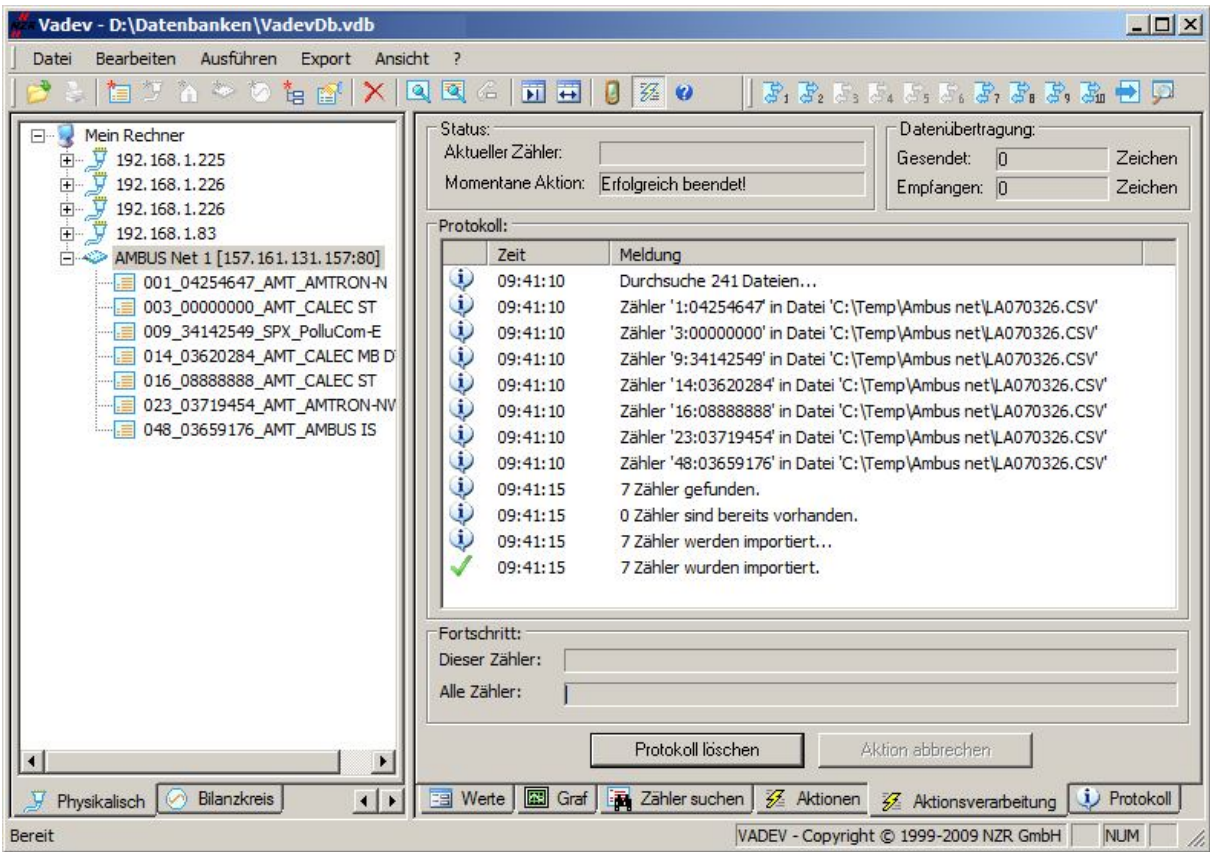 Vadev - D:\Datenbanken\VadevDb.vdb
Datei Bearbeiten Ausführen Export Ansicht ?
1 2 3 4 5 6 7 8 9 10
Mein Rechner
192.168.1.225
192.168.1.226
192.168.1.226
192.168.1.83
AMBUS Net 1 [157.161.131.157:80]
001_04254647_AMT_AMTRON-N
003_00000000_AMT_CALEC ST
009_34142549_SPX_PolluCom-E
014_03620284_AMT_CALEC MB D
016_08888888_AMT_CALEC ST
023_03719454_AMT_AMTRON-NV
048_03659176_AMT_AMBUS IS
Physikalisch Bilanzkreis
Status:
Aktueller Zähler:
Momentane Aktion: Erfolgreich beendet!
Datenübertragung:
Gesendet: 0 Zeichen
Empfangen: 0 Zeichen
Protokoll:
Zeit Meldung
09:41:10 Durchsuche 241 Dateien...
09:41:10 Zähler '1:04254647' in Datei 'C:\Temp\Ambus net\LA070326.CSV'
09:41:10 Zähler '3:00000000' in Datei 'C:\Temp\Ambus net\LA070326.CSV'
09:41:10 Zähler '9:34142549' in Datei 'C:\Temp\Ambus net\LA070326.CSV'
09:41:10 Zähler '14:03620284' in Datei 'C:\Temp\Ambus net\LA070326.CSV'
09:41:10 Zähler '16:08888888' in Datei 'C:\Temp\Ambus net\LA070326.CSV'
09:41:10 Zähler '23:03719454' in Datei 'C:\Temp\Ambus net\LA070326.CSV'
09:41:10 Zähler '48:03659176' in Datei 'C:\Temp\Ambus net\LA070326.CSV'
09:41:15 7 Zähler gefunden.
09:41:15 0 Zähler sind bereits vorhanden.
09:41:15 7 Zähler werden importiert...
09:41:15 7 Zähler wurden importiert.
Fortschritt:
Dieser Zähler:
Alle Zähler:
Protokoll löschen Aktion abbrechen
Werte Graf Zähler suchen Aktionen Aktionsverarbeitung Protokoll
Bereit VADEV - Copyright © 1999-2009 NZR GmbH NUM